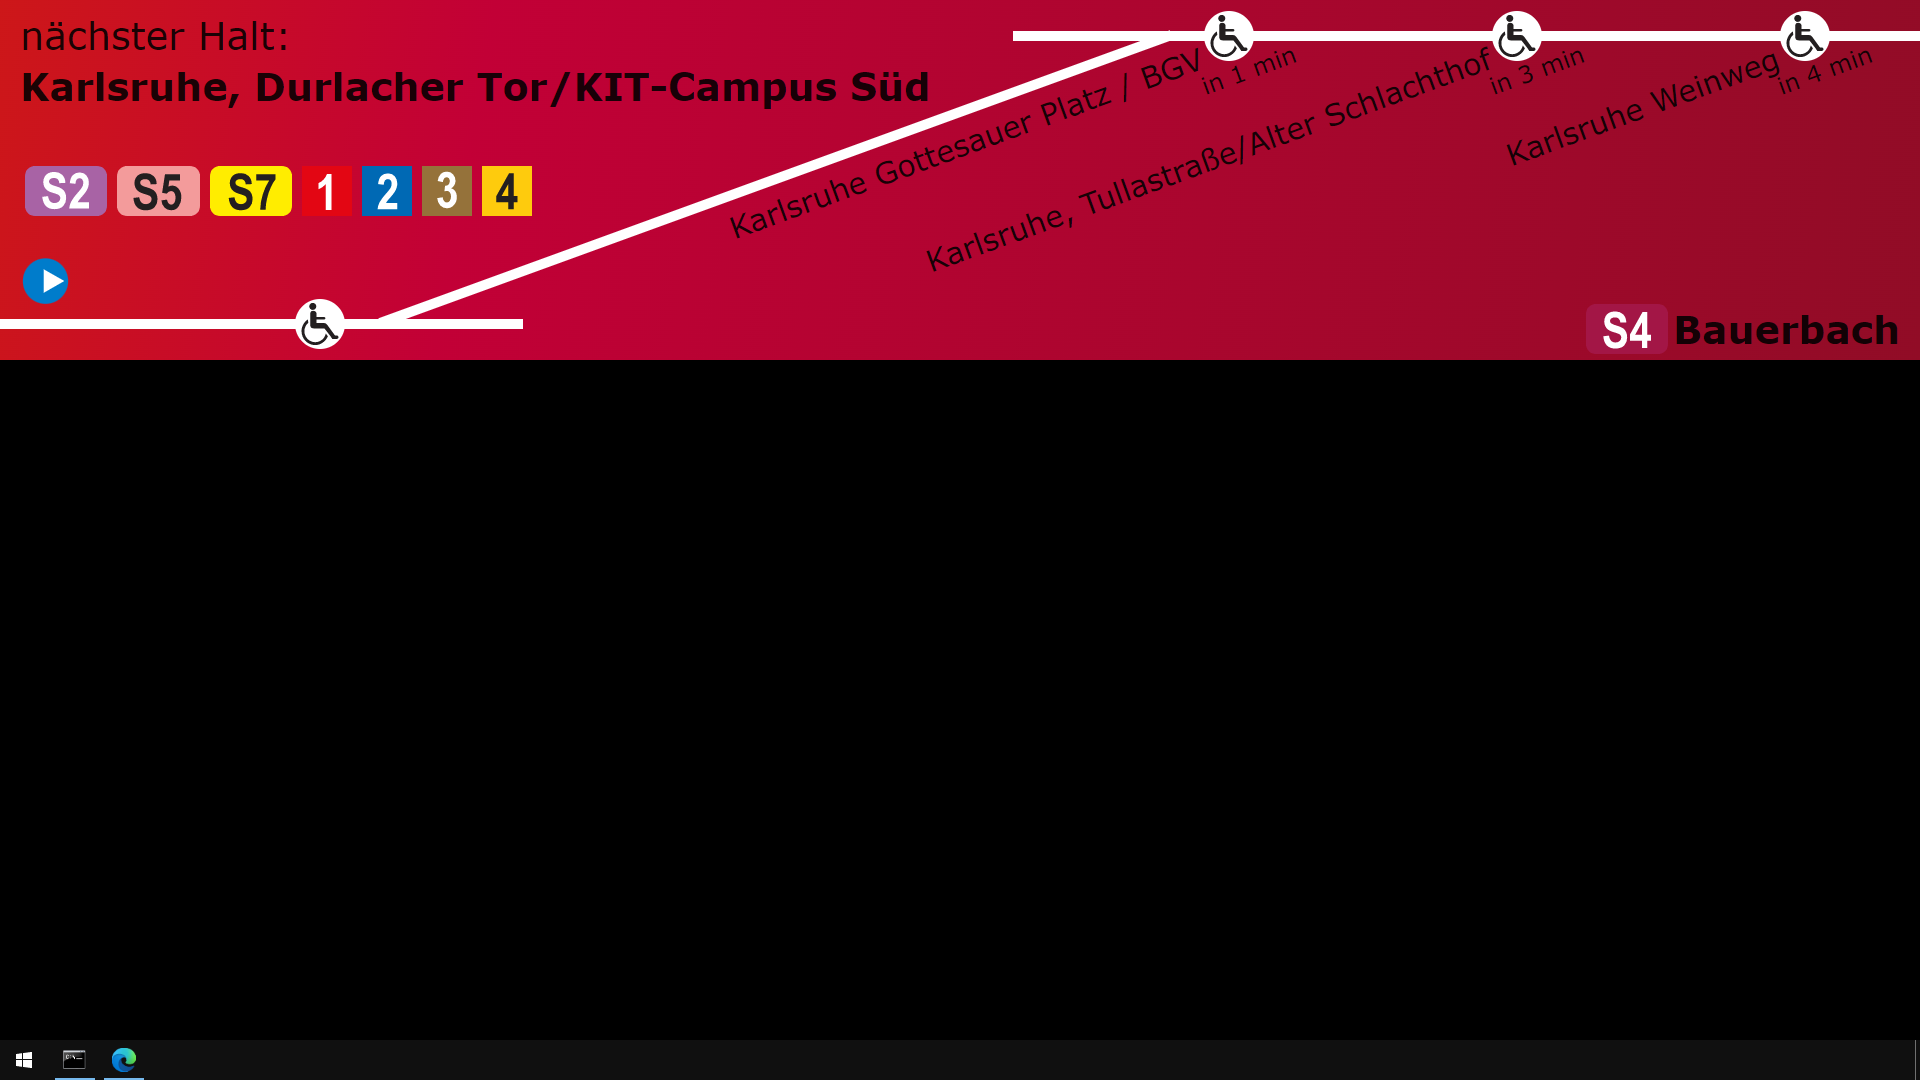 nächster Halt:
Karlsruhe, Durlacher Tor/KIT-Campus Süd
S2 S5 S7 1 2 3 4
Karlsruhe Gottesauer Platz / BGV
in 1 min
Karlsruhe, Tullastraße/Alter Schlachthof
in 3 min
Karlsruhe Weinweg
in 4 min
S4 Bauerbach